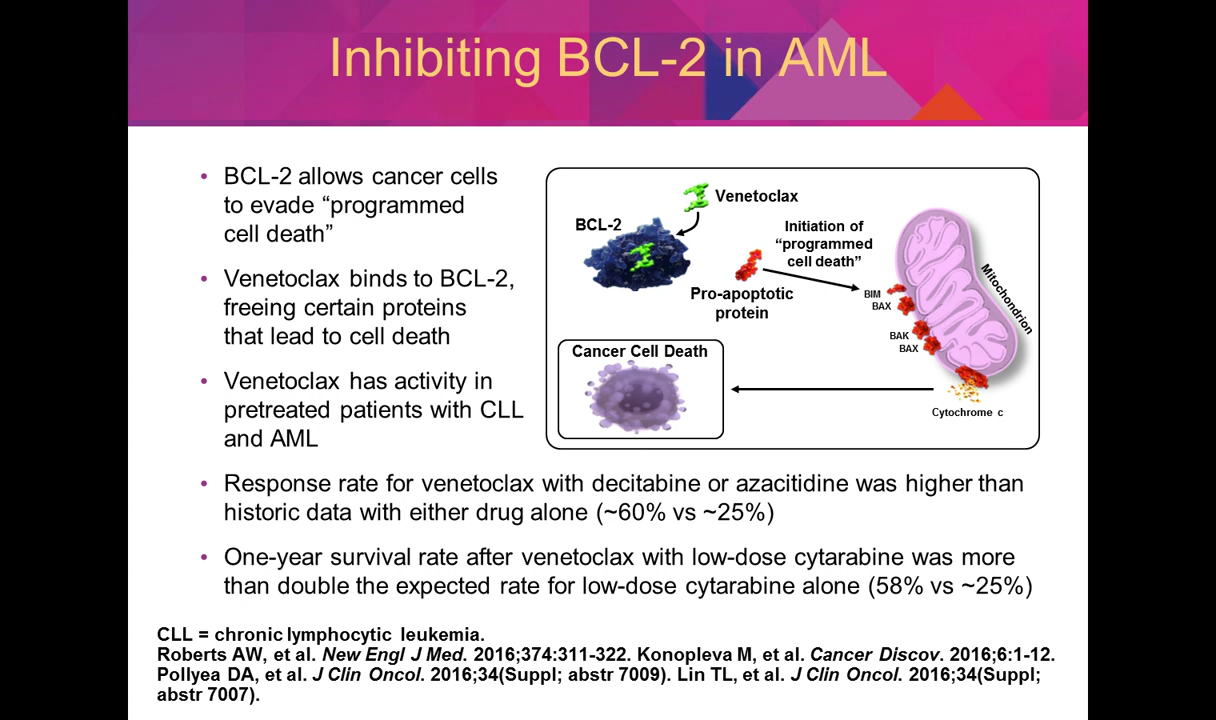 Inhibiting BCL-2 in AML
• BCL-2 allows cancer cells
to evade “programmed
cell death”
• Venetoclax binds to BCL-2,
freeing certain proteins
that lead to cell death
• Venetoclax has activity in
pretreated patients with CLL
and AML
Venetoclax
BCL-2
Initiation of
“programmed
cell death”
Pro-apoptotic
protein
BIM
BAX
BAK
BAX
Mitochondrion
Cytochrome c
Cancer Cell Death
• Response rate for venetoclax with decitabine or azacitidine was higher than
historic data with either drug alone (~60% vs ~25%)
• One-year survival rate after venetoclax with low-dose cytarabine was more
than double the expected rate for low-dose cytarabine alone (58% vs ~25%)
CLL = chronic lymphocytic leukemia.
Roberts AW, et al. New Engl J Med. 2016;374:311-322. Konopleva M, et al. Cancer Discov. 2016;6:1-12.
Pollyea DA, et al. J Clin Oncol. 2016;34(Suppl; abstr 7009). Lin TL, et al. J Clin Oncol. 2016;34(Suppl;
abstr 7007).